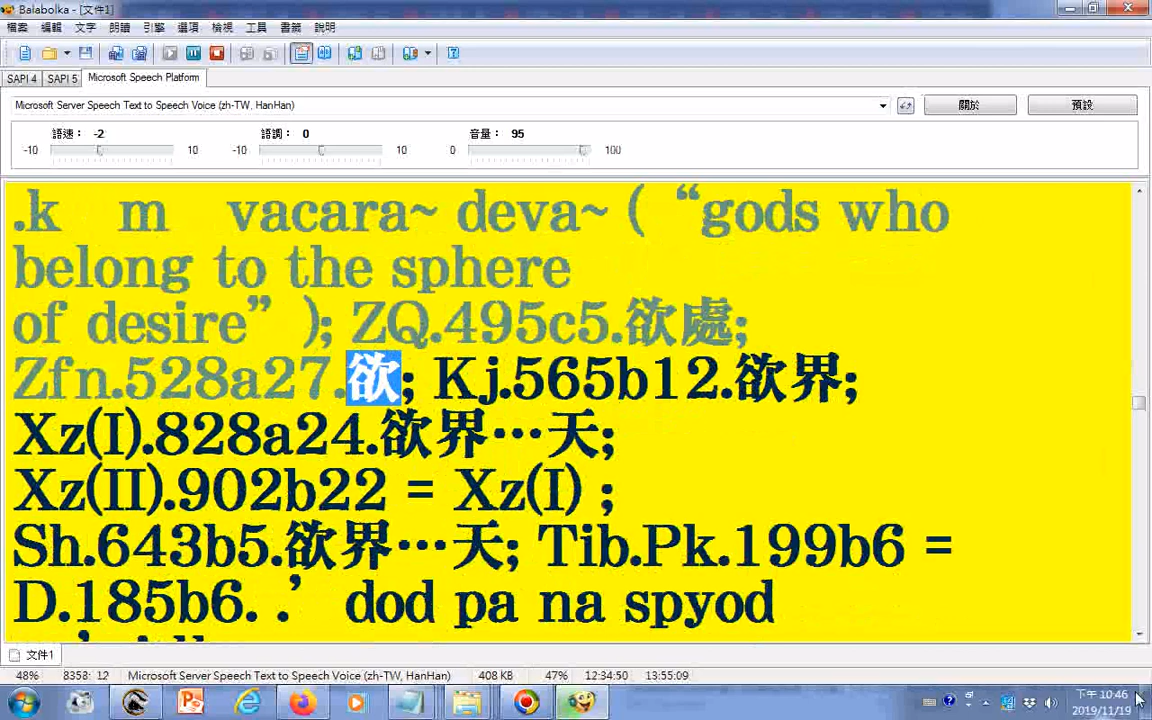 Balabolka - [文件1]
檔案 編輯 文字 朗讀 引擎 選項 檢視 工具 書籤 說明
SAPI 4 SAPI 5 Microsoft Speech Platform
Microsoft Server Speech Text to Speech Voice (zh-TW, HanHan) 關於 預設
語速： -2 語調： 0 音量： 95
-10 10 -10 10 0 100
.k m vacara~ deva~ (“gods who
belong to the sphere
of desire” ); ZQ.495c5.欲處;
Zfn.528a27.欲; Kj.565b12.欲界;
Xz(I).828a24.欲界…天;
Xz(II).902b22 = Xz(I) ;
Sh.643b5.欲界…天; Tib.Pk.199b6 =
D.185b6. .’ dod pa na spyod
文件1
48% 8358: 12 Microsoft Server Speech Text to Speech Voice (zh-TW, HanHan) 408 KB 47% 12:34:50 13:55:09
下午 10:46
2019/11/19